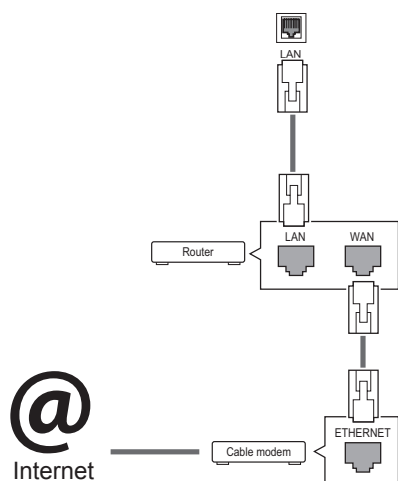 LAN
LAN WAN
Router
ETHERNET
@
Internet
Cable modem